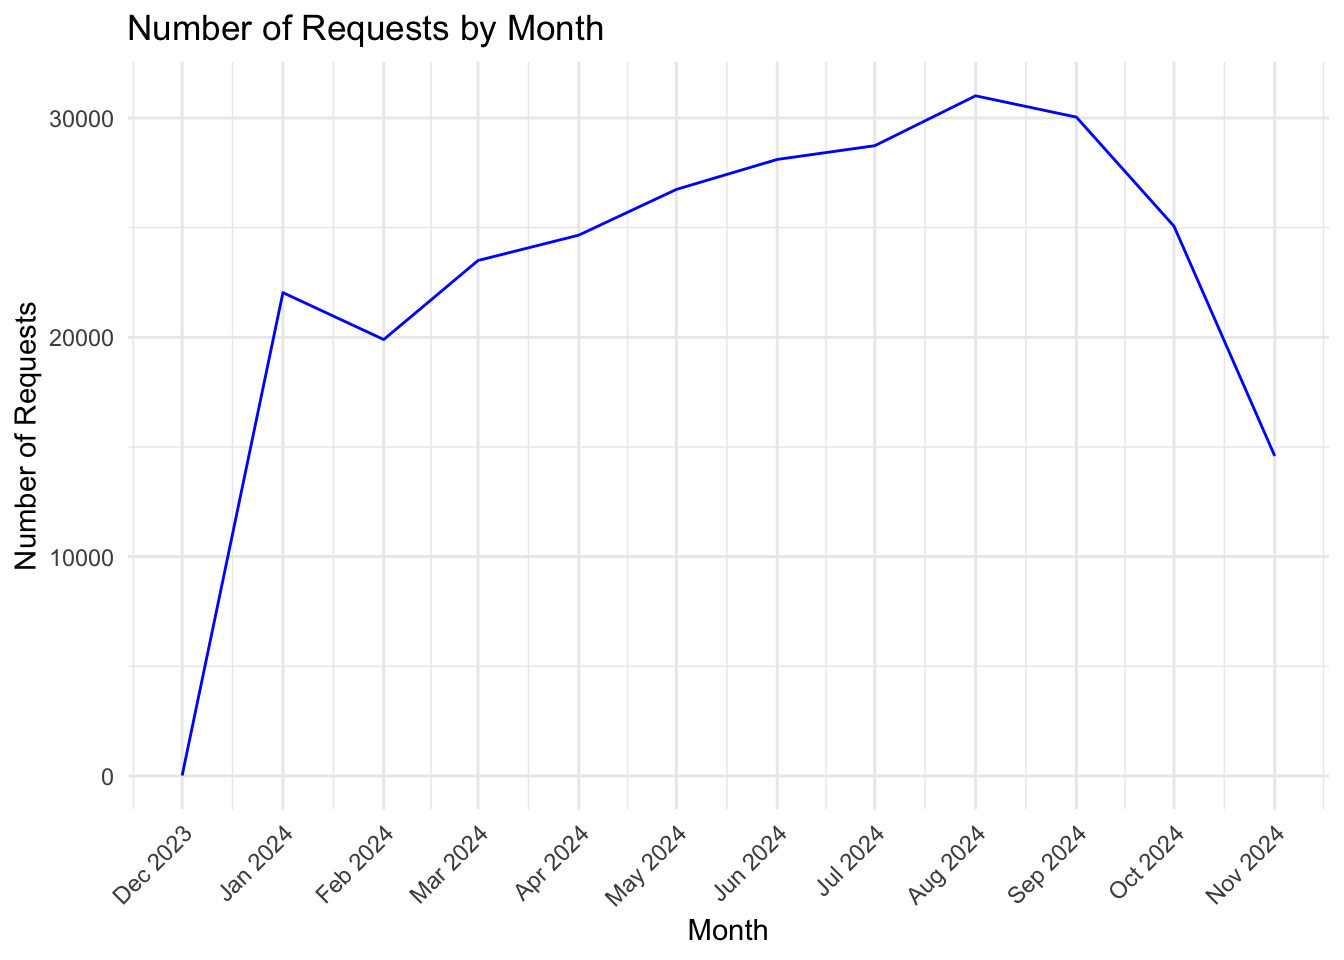 Number of Requests by Month
Number of Requests
30000
20000
10000
0
Dec 2023
Jan 2024
Feb 2024
Mar 2024
Apr 2024
May 2024
Jun 2024
Jul 2024
Aug 2024
Sep 2024
Oct 2024
Nov 2024
Month